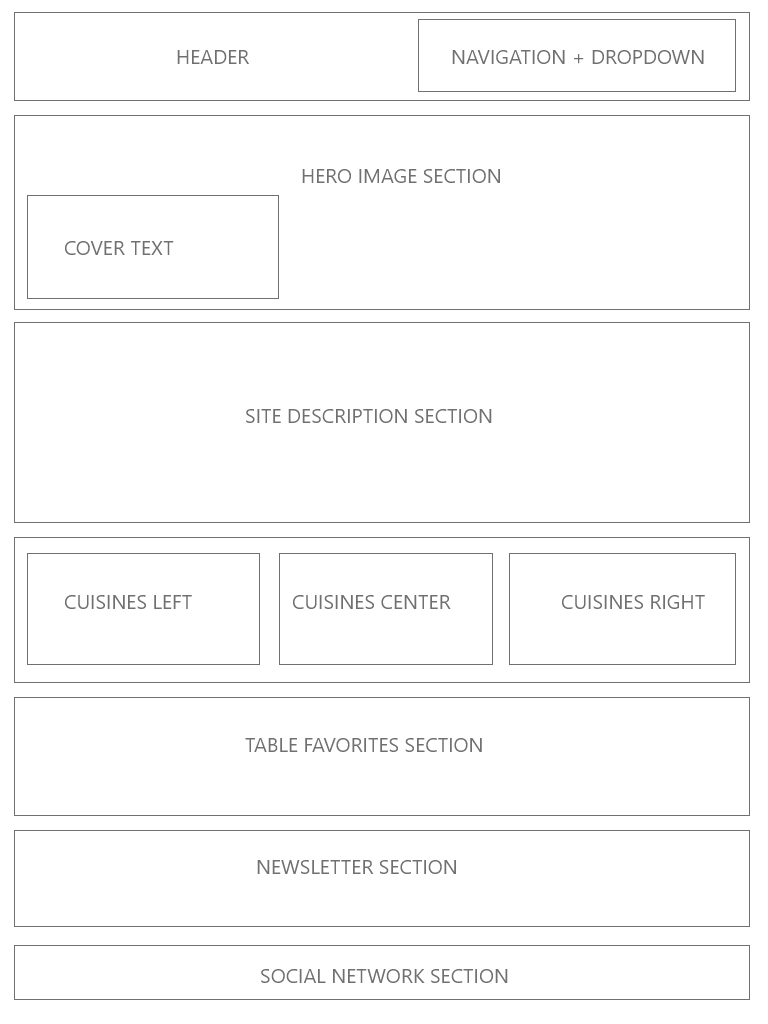 HEADER
NAVIGATION + DROPDOWN
HERO IMAGE SECTION
COVER TEXT
SITE DESCRIPTION SECTION
CUISINES LEFT
CUISINES CENTER
CUISINES RIGHT
TABLE FAVORITES SECTION
NEWSLETTER SECTION
SOCIAL NETWORK SECTION